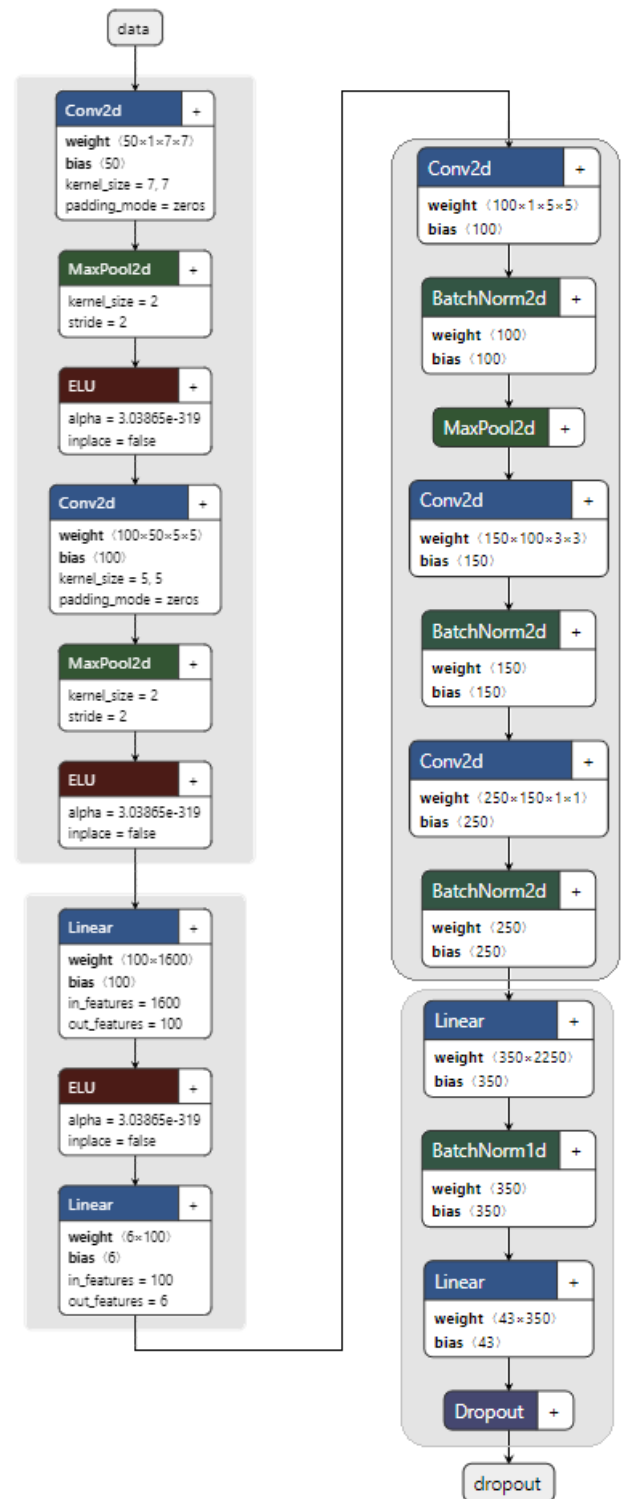 data
Conv2d +
weight ⟨50×1×7×7⟩
bias ⟨50⟩
kernel_size = 7, 7
padding_mode = zeros
MaxPool2d +
kernel_size = 2
stride = 2
ELU +
alpha = 3.03865e-319
inplace = false
Conv2d +
weight ⟨100×50×5×5⟩
bias ⟨100⟩
kernel_size = 5, 5
padding_mode = zeros
MaxPool2d +
kernel_size = 2
stride = 2
ELU +
alpha = 3.03865e-319
inplace = false
Linear +
weight ⟨100×1600⟩
bias ⟨100⟩
in_features = 1600
out_features = 100
ELU +
alpha = 3.03865e-319
inplace = false
Linear +
weight ⟨6×100⟩
bias ⟨6⟩
in_features = 100
out_features = 6
Conv2d +
weight ⟨100×1×5×5⟩
bias ⟨100⟩
BatchNorm2d +
weight ⟨100⟩
bias ⟨100⟩
MaxPool2d +
Conv2d +
weight ⟨150×100×3×3⟩
bias ⟨150⟩
BatchNorm2d +
weight ⟨150⟩
bias ⟨150⟩
Conv2d +
weight ⟨250×150×1×1⟩
bias ⟨250⟩
BatchNorm2d +
weight ⟨250⟩
bias ⟨250⟩
Linear +
weight ⟨350×2250⟩
bias ⟨350⟩
BatchNorm1d +
weight ⟨350⟩
bias ⟨350⟩
Linear +
weight ⟨43×350⟩
bias ⟨43⟩
Dropout +
dropout